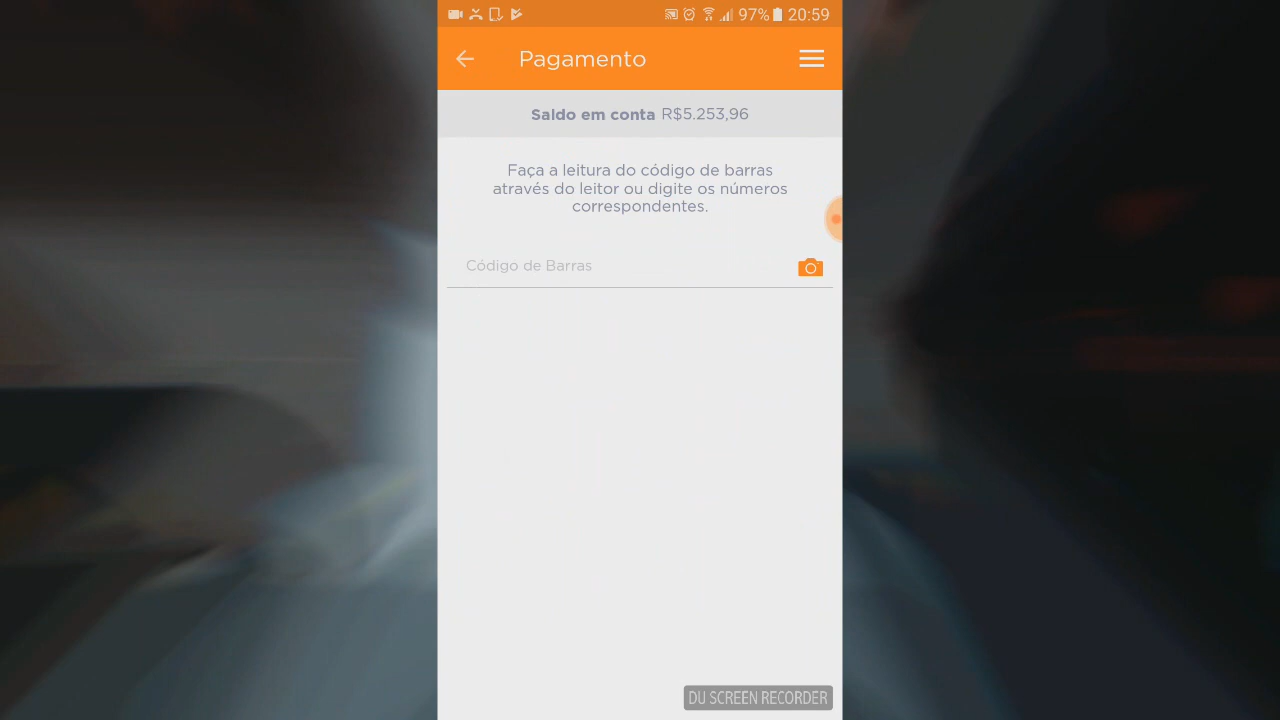 97% 20:59
Pagamento
Saldo em conta R$5.253,96
Faça a leitura do código de barras
através do leitor ou digite os números
correspondentes.
Código de Barras
DU SCREEN RECORDER